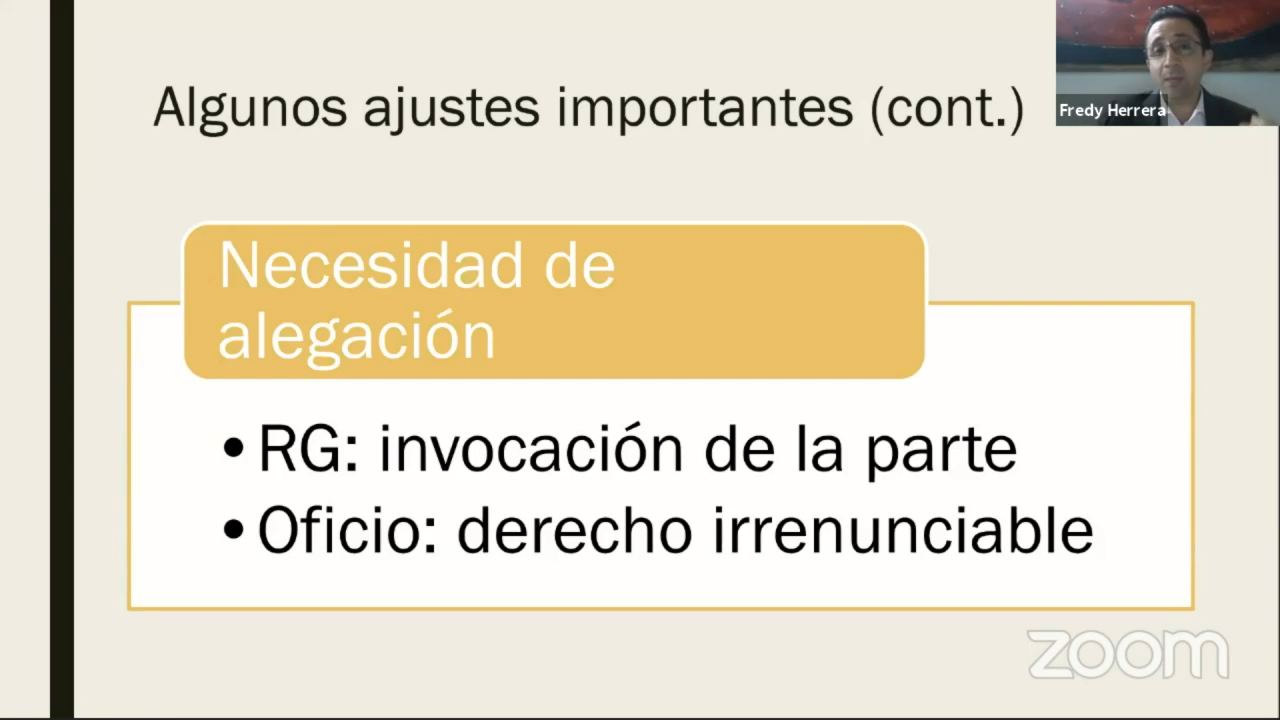 Algunos ajustes importantes (cont.)
Fredy Herrera
Necesidad de
alegación
• RG: invocación de la parte
• Oficio: derecho irrenunciable
zoom